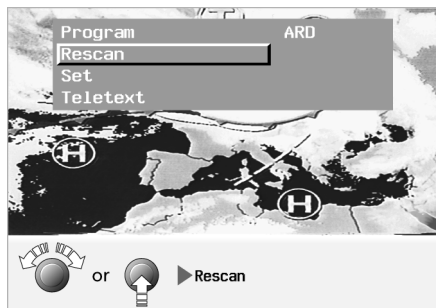 Program ARD
Rescan
Set
Teletext
H
H
or ▶Rescan